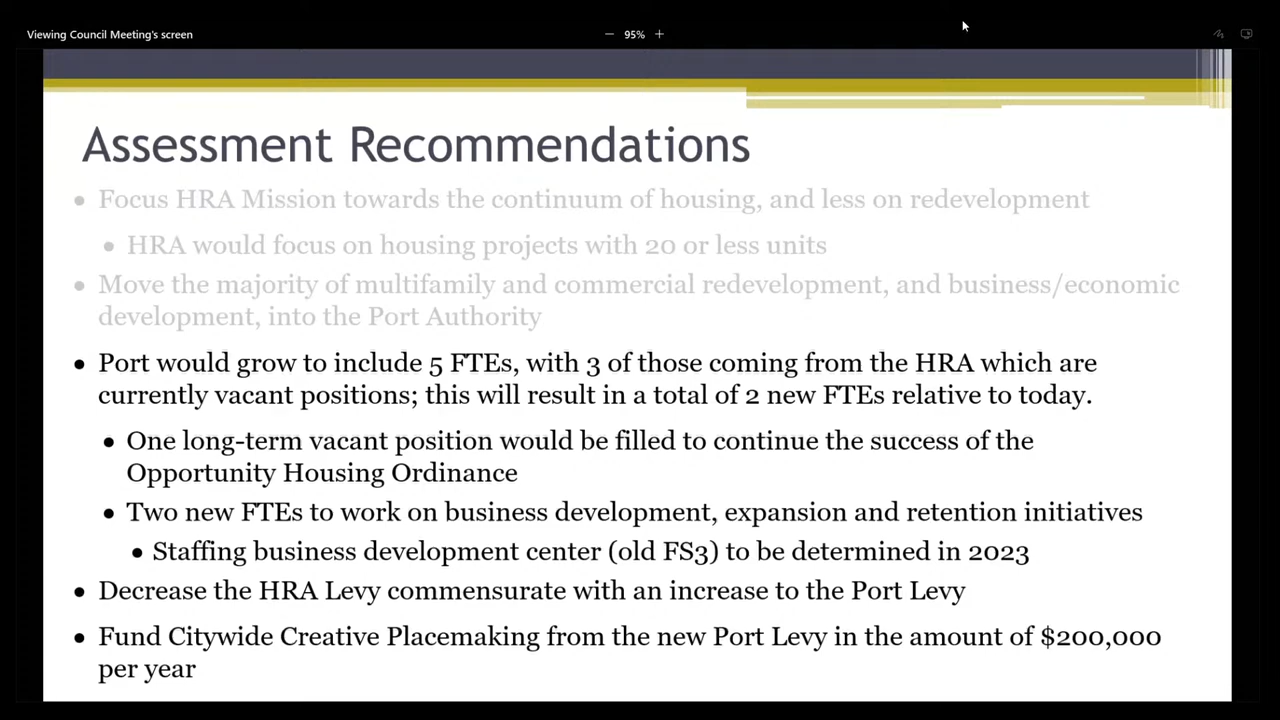 Viewing Council Meeting's screen
95%
Assessment Recommendations
• Focus HRA Mission towards the continuum of housing, and less on redevelopment
• HRA would focus on housing projects with 20 or less units
• Move the majority of multifamily and commercial redevelopment, and business/economic
development, into the Port Authority
• Port would grow to include 5 FTEs, with 3 of those coming from the HRA which are
currently vacant positions; this will result in a total of 2 new FTEs relative to today.
• One long-term vacant position would be filled to continue the success of the
Opportunity Housing Ordinance
• Two new FTEs to work on business development, expansion and retention initiatives
• Staffing business development center (old FS3) to be determined in 2023
• Decrease the HRA Levy commensurate with an increase to the Port Levy
• Fund Citywide Creative Placemaking from the new Port Levy in the amount of $200,000
per year